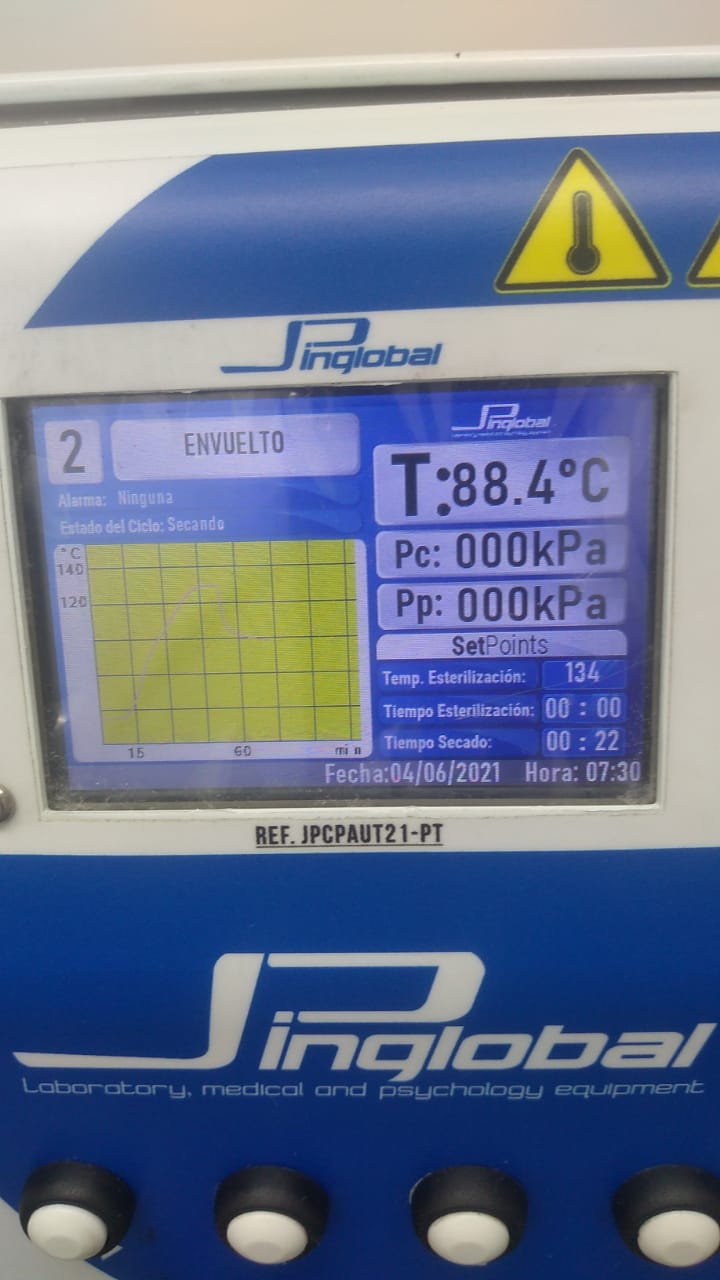 JPinglobal
2
ENVUELTO
JPinglobal
Alarma: Ninguna
Estado del Ciclo: Secando
T:88.4°C
Pc: 000kPa
Pp: 000kPa
SetPoints
Temp. Esterilización: 134
Tiempo Esterilización: 00 : 00
Tiempo Secado: 00 : 22
°C
140
120
15 60 min
Fecha:04/06/2021 Hora: 07:30
REF. JPCPAUT21-PT
JPinglobal
Laboratory, medical and psychology equipment